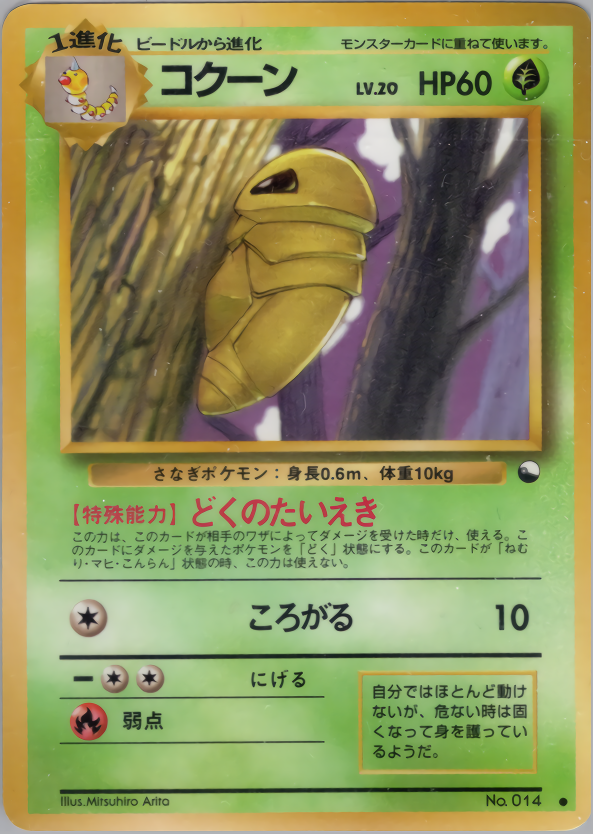 1進化 ビードルから進化 モンスターカードに重ねて使います。
コクーン LV.20 HP60
さなぎポケモン：身長0.6m、体重10kg
【特殊能力】どくのたいえき
この力は、このカードが相手のワザによってダメージを受けた時だけ、使える。こ
のカードにダメージを与えたポケモンを「どく」状態にする。このカードが「ねむ
り・マヒ・こんらん」状態の時、この力は使えない。
ころがる 10
にげる
弱点
自分ではほとんど動け
ないが、危ない時は固
くなって身を護ってい
るようだ。
Illus.Mitsuhiro Arita No. 014